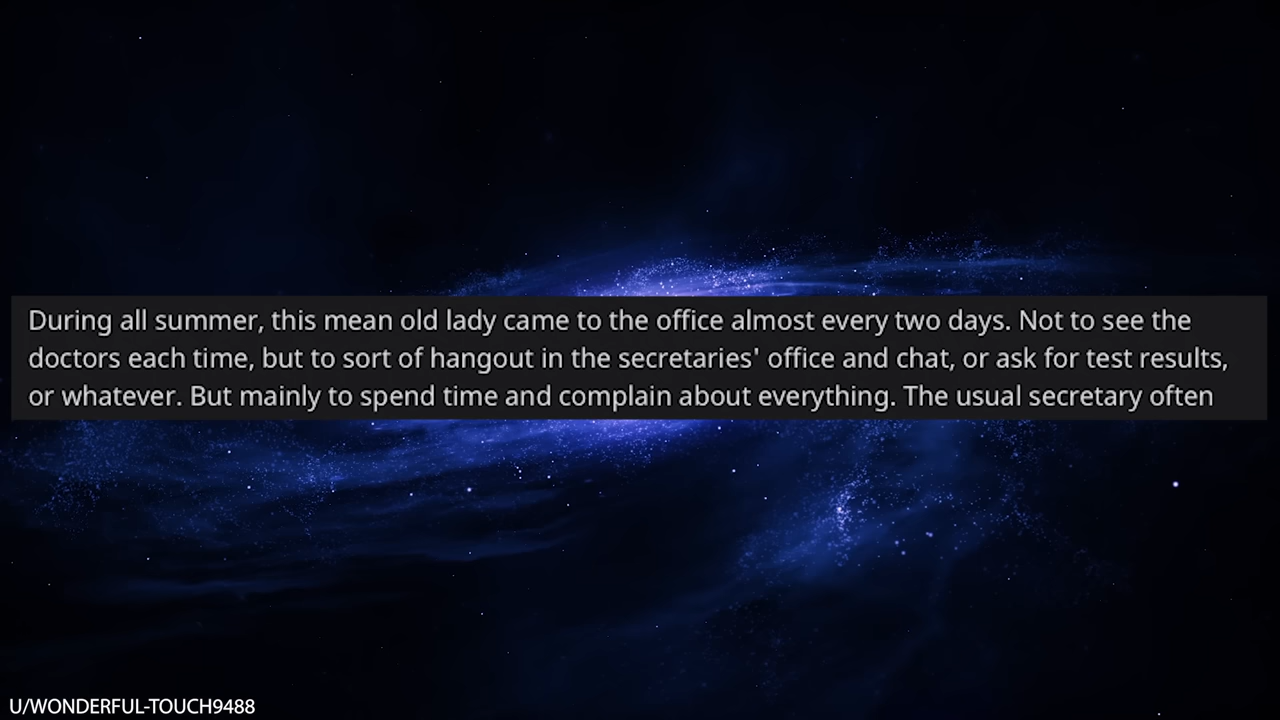 During all summer, this mean old lady came to the office almost every two days. Not to see the
doctors each time, but to sort of hangout in the secretaries' office and chat, or ask for test results,
or whatever. But mainly to spend time and complain about everything. The usual secretary often
U/WONDERFUL-TOUCH9488